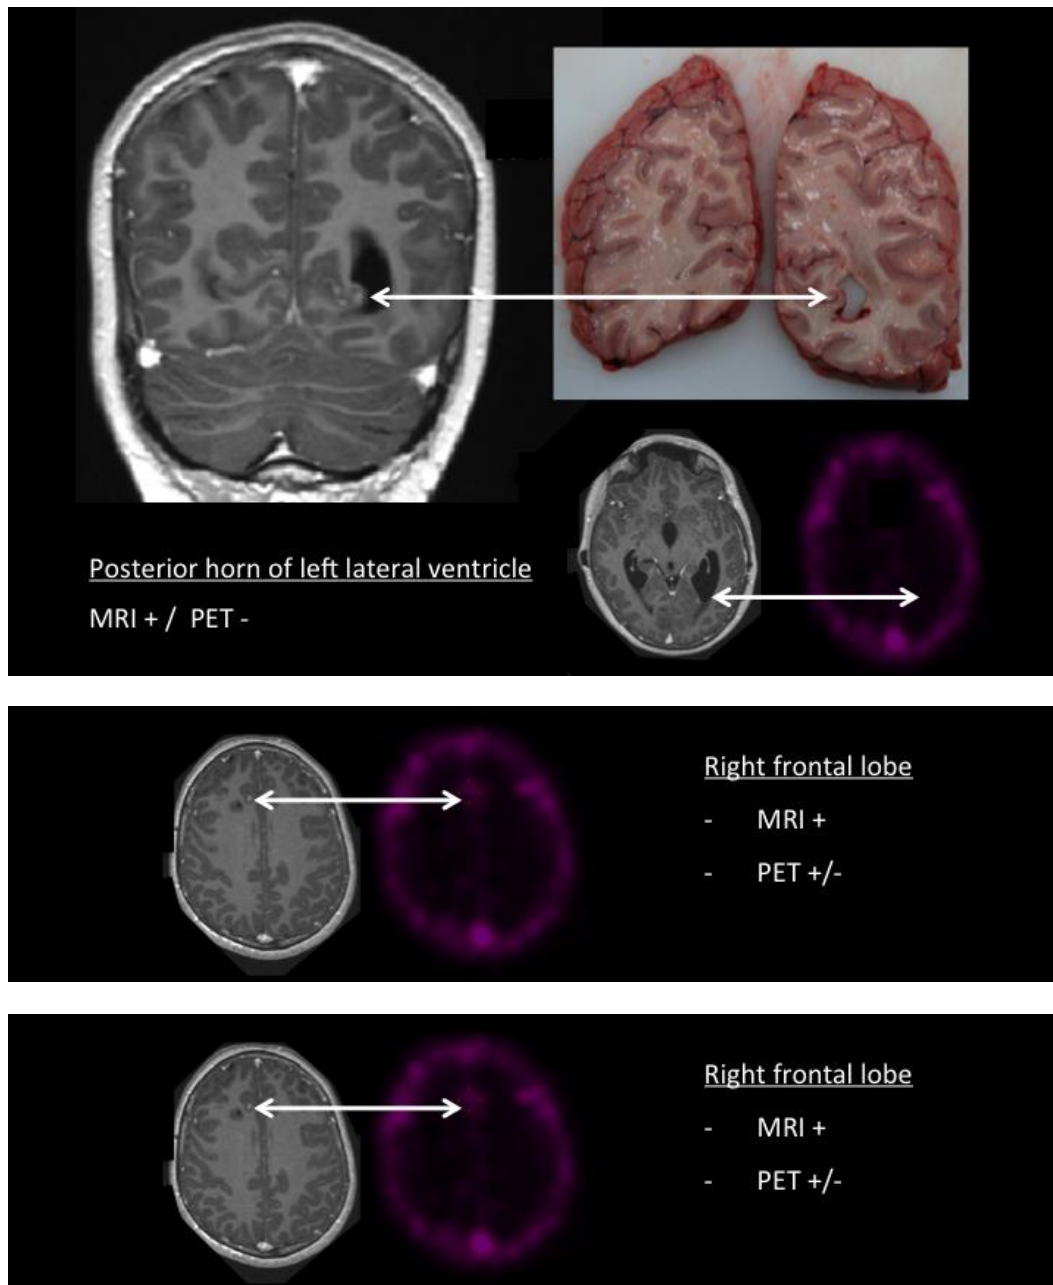 Posterior horn of left lateral ventricle
MRI + / PET -
Right frontal lobe
- MRI +
- PET +/-
Right frontal lobe
- MRI +
- PET +/-